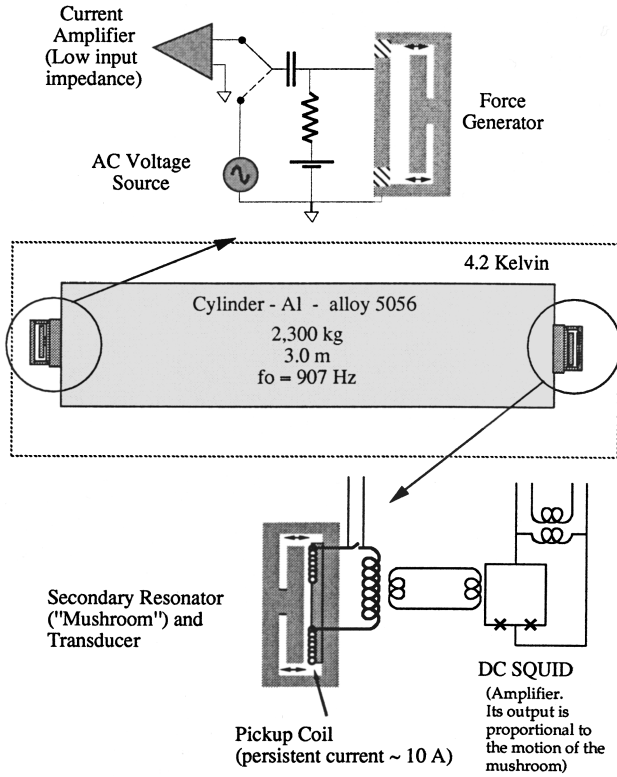 Current
Amplifier
(Low input
impedance)
AC Voltage
Source
Force
Generator
4.2 Kelvin
Cylinder - Al - alloy 5056
2,300 kg
3.0 m
fo = 907 Hz
Secondary Resonator
("Mushroom") and
Transducer
Pickup Coil
(persistent current ~ 10 A)
DC SQUID
(Amplifier.
Its output is
proportional to
the motion of the
mushroom)